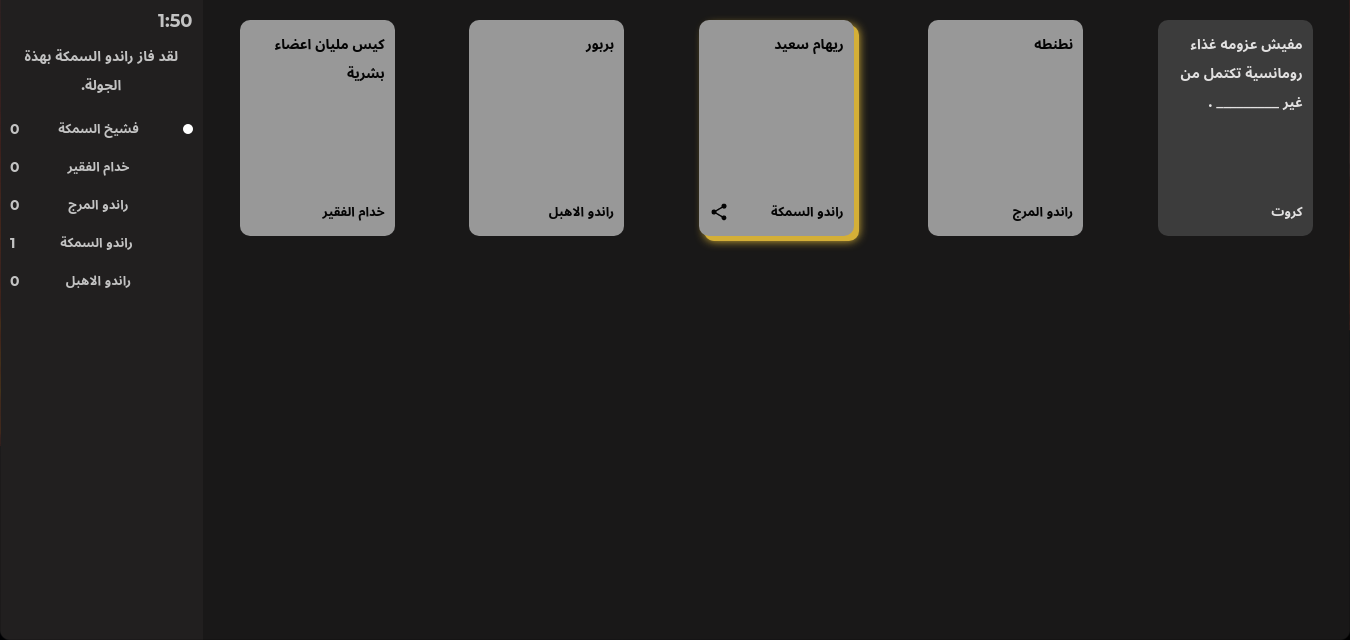 1:50
لقد فاز راندو السمكة بهذة
الجولة.
فشيخ السمكة 0
خدام الفقير 0
راندو المرج 0
راندو السمكة 1
راندو الاهبل 0
مفيش عزومه غذاء
رومانسية تكتمل من
غير _________ .
كروت
نطنطه
راندو المرج
ريهام سعيد
راندو السمكة
بربور
راندو الاهبل
كيس مليان اعضاء
بشرية
خدام الفقير